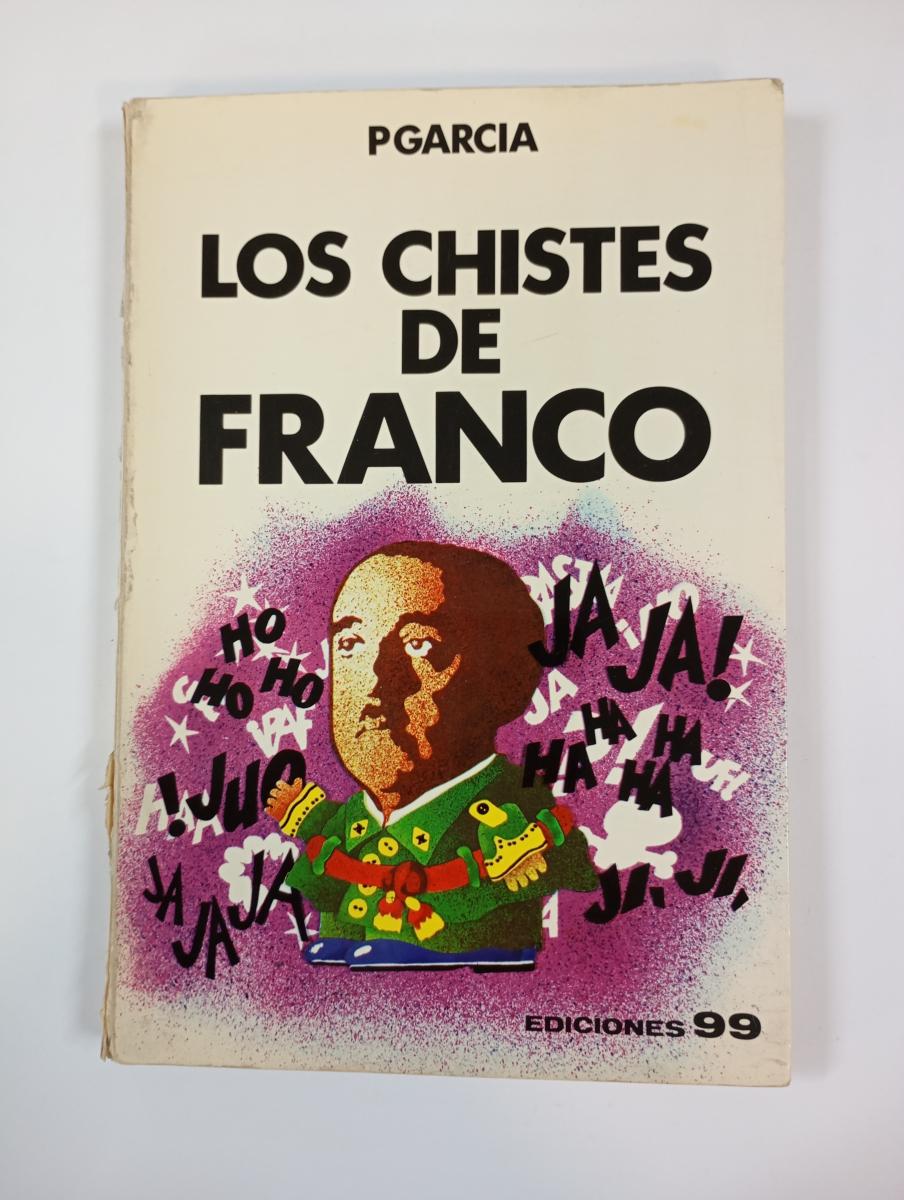 PGARCIA
LOS CHISTES
DE
FRANCO
HO
HO HO
JA
JA!
JA
HA
HA HA
HA
¡JUO
JA
JA JA
JI, JI,
EDICIONES 99